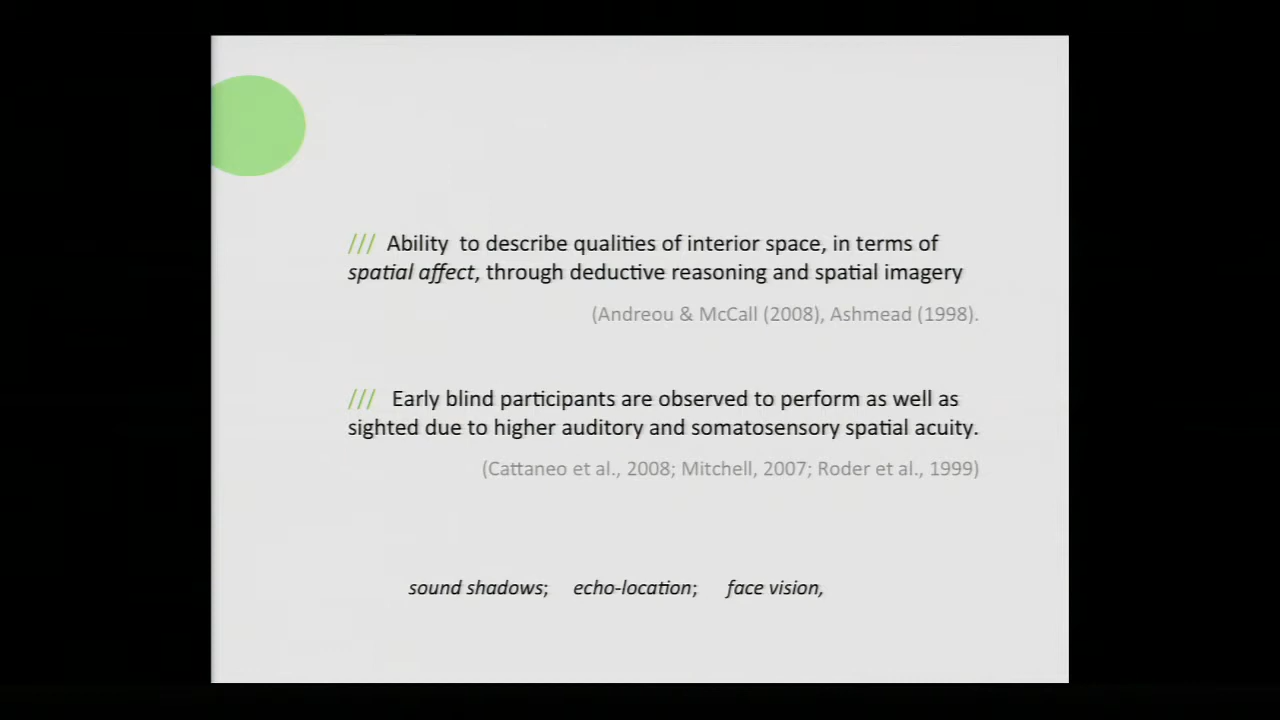 /// Ability to describe qualities of interior space, in terms of
spatial affect, through deductive reasoning and spatial imagery
(Andreou & McCall (2008), Ashmead (1998).
/// Early blind participants are observed to perform as well as
sighted due to higher auditory and somatosensory spatial acuity.
(Cattaneo et al., 2008; Mitchell, 2007; Roder et al., 1999)
sound shadows; echo-location; face vision,